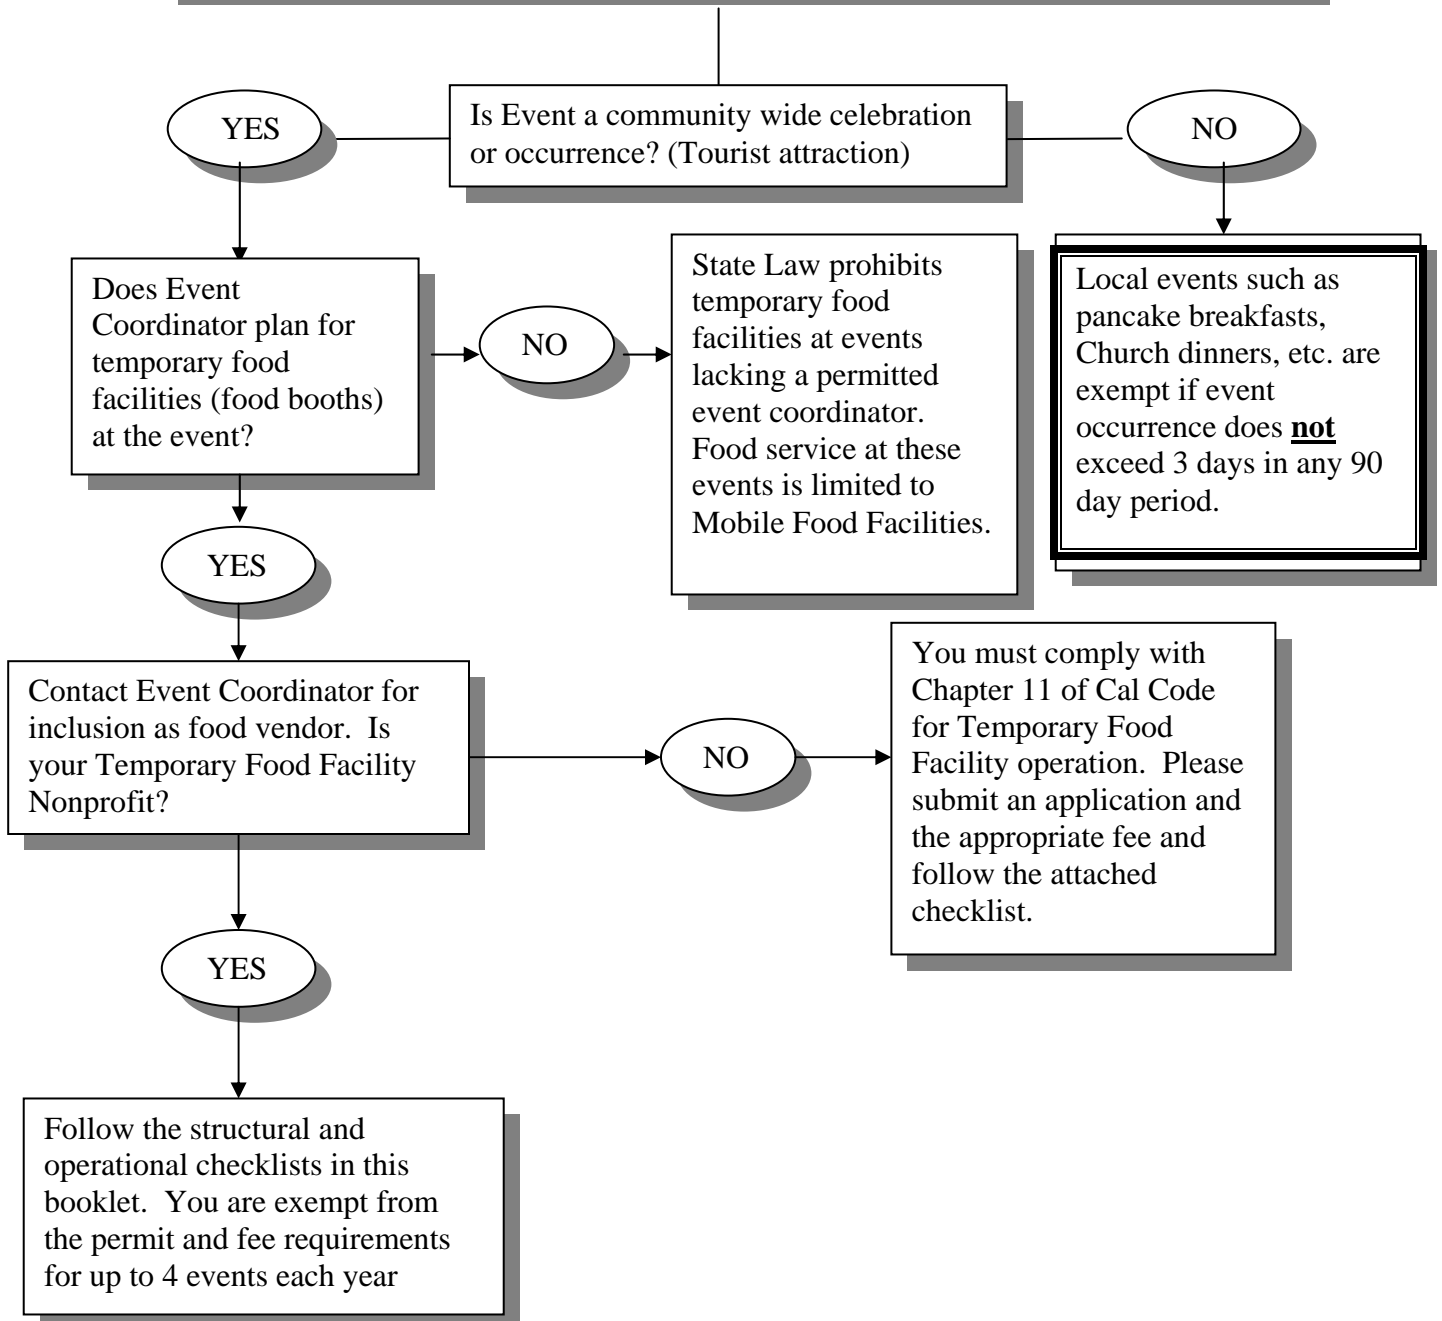 Is Event a community wide celebration
or occurrence? (Tourist attraction)
YES
NO
Does Event
Coordinator plan for
temporary food
facilities (food booths)
at the event?
NO
State Law prohibits
temporary food
facilities at events
lacking a permitted
event coordinator.
Food service at these
events is limited to
Mobile Food Facilities.
Local events such as
pancake breakfasts,
Church dinners, etc. are
exempt if event
occurrence does not
exceed 3 days in any 90
day period.
YES
Contact Event Coordinator for
inclusion as food vendor. Is
your Temporary Food Facility
Nonprofit?
NO
You must comply with
Chapter 11 of Cal Code
for Temporary Food
Facility operation. Please
submit an application and
the appropriate fee and
follow the attached
checklist.
YES
Follow the structural and
operational checklists in this
booklet. You are exempt from
the permit and fee requirements
for up to 4 events each year